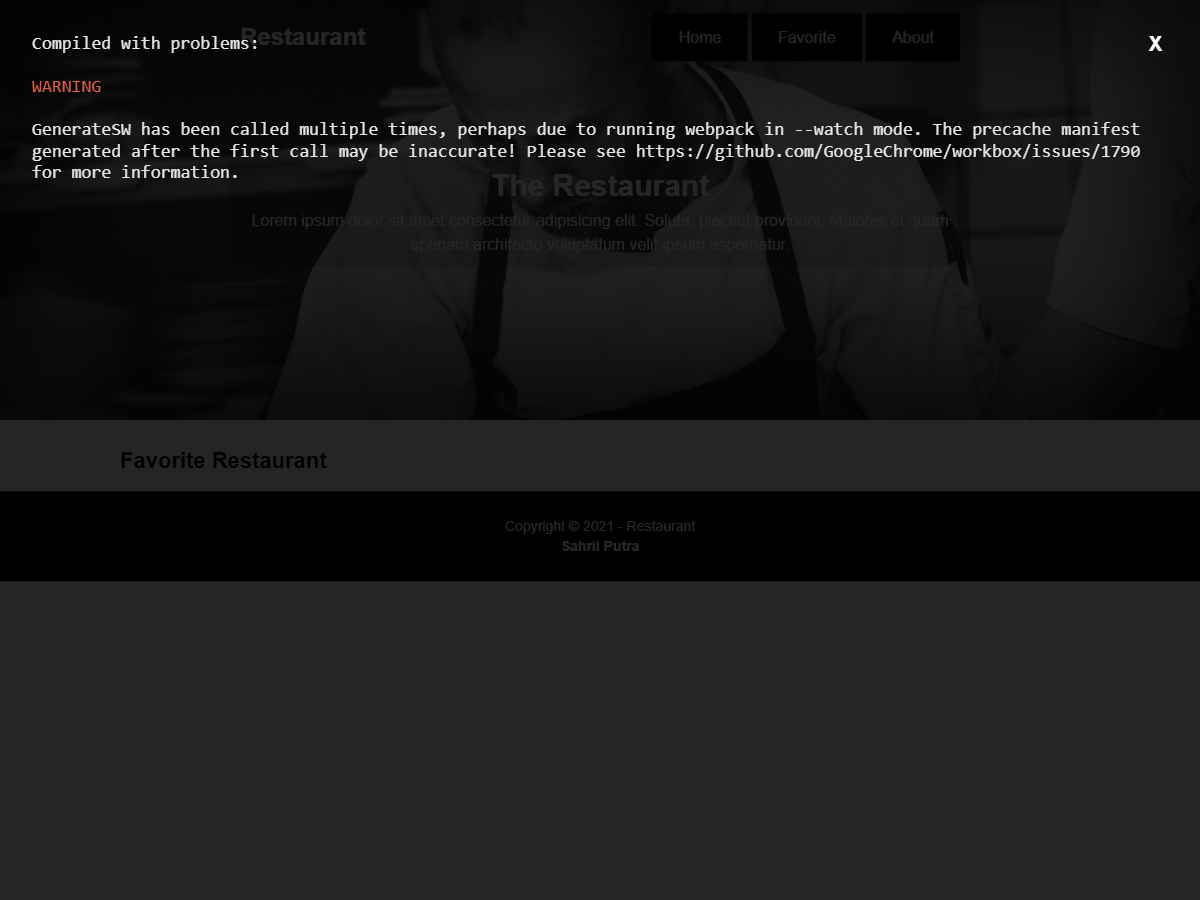 Restaurant
Home Favorite About
Compiled with problems:
X
WARNING
GenerateSW has been called multiple times, perhaps due to running webpack in --watch mode. The precache manifest
generated after the first call may be inaccurate! Please see https://github.com/GoogleChrome/workbox/issues/1790
for more information.
The Restaurant
Lorem ipsum dolor sit amet consectetur adipisicing elit. Soluta, placeat provident. Maiores et quam
aperiam architecto voluptatum velit ipsum aspernatur.
Favorite Restaurant
Copyright © 2021 - Restaurant
Sahril Putra